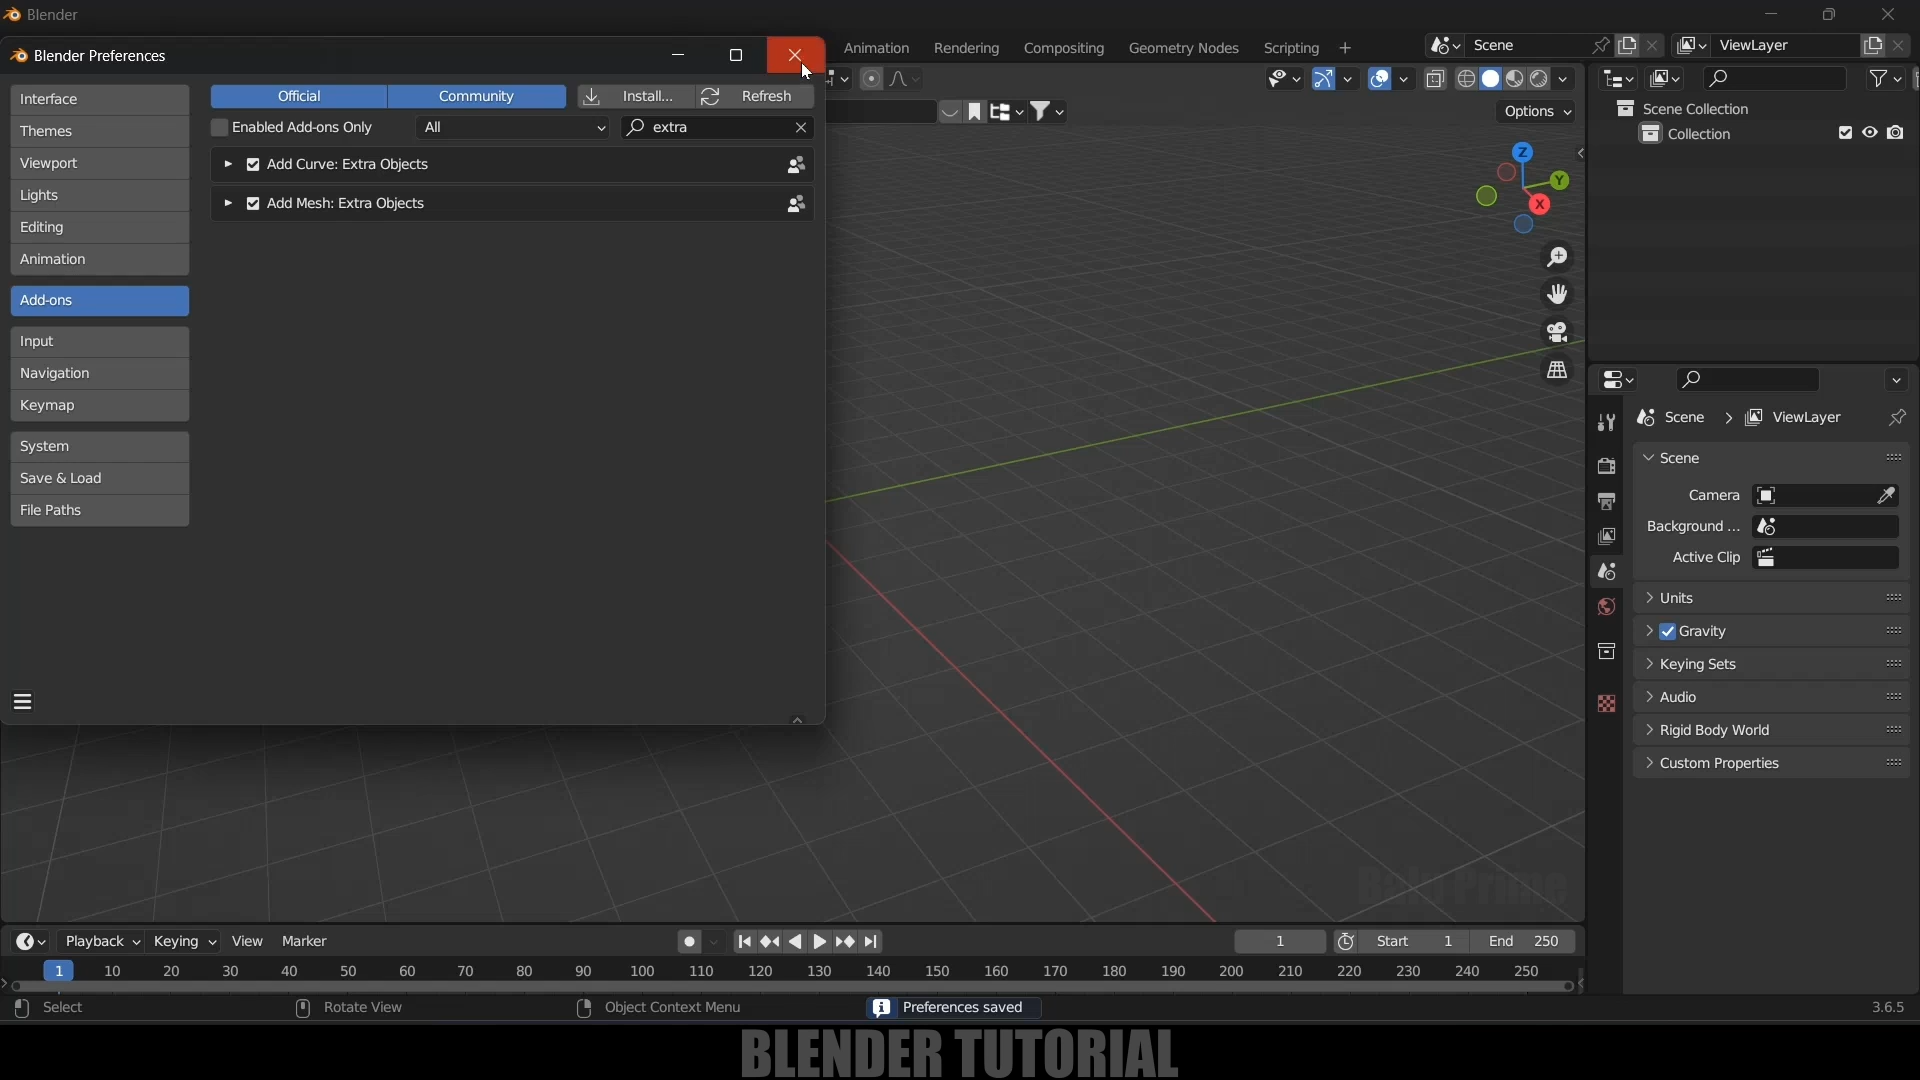 Blender
Blender Preferences
Animation Rendering Compositing Geometry Nodes Scripting
Scene
ViewLayer
Interface
Themes
Viewport
Lights
Editing
Animation
Add-ons
Input
Navigation
Keymap
System
Save & Load
File Paths
Official Community Install... Refresh
Enabled Add-ons Only All extra
Add Curve: Extra Objects
Add Mesh: Extra Objects
Options
Z
Y
X
Scene Collection
Collection
Scene ViewLayer
Scene
Camera
Background ...
Active Clip
Units
Gravity
Keying Sets
Audio
Rigid Body World
Custom Properties
Balu Prime
Playback Keying View Marker
1 Start 1 End 250
1 10 20 30 40 50 60 70 80 90 100 110 120 130 140 150 160 170 180 190 200 210 220 230 240 250
Select Rotate View Object Context Menu Preferences saved 3.6.5
BLENDER TUTORIAL